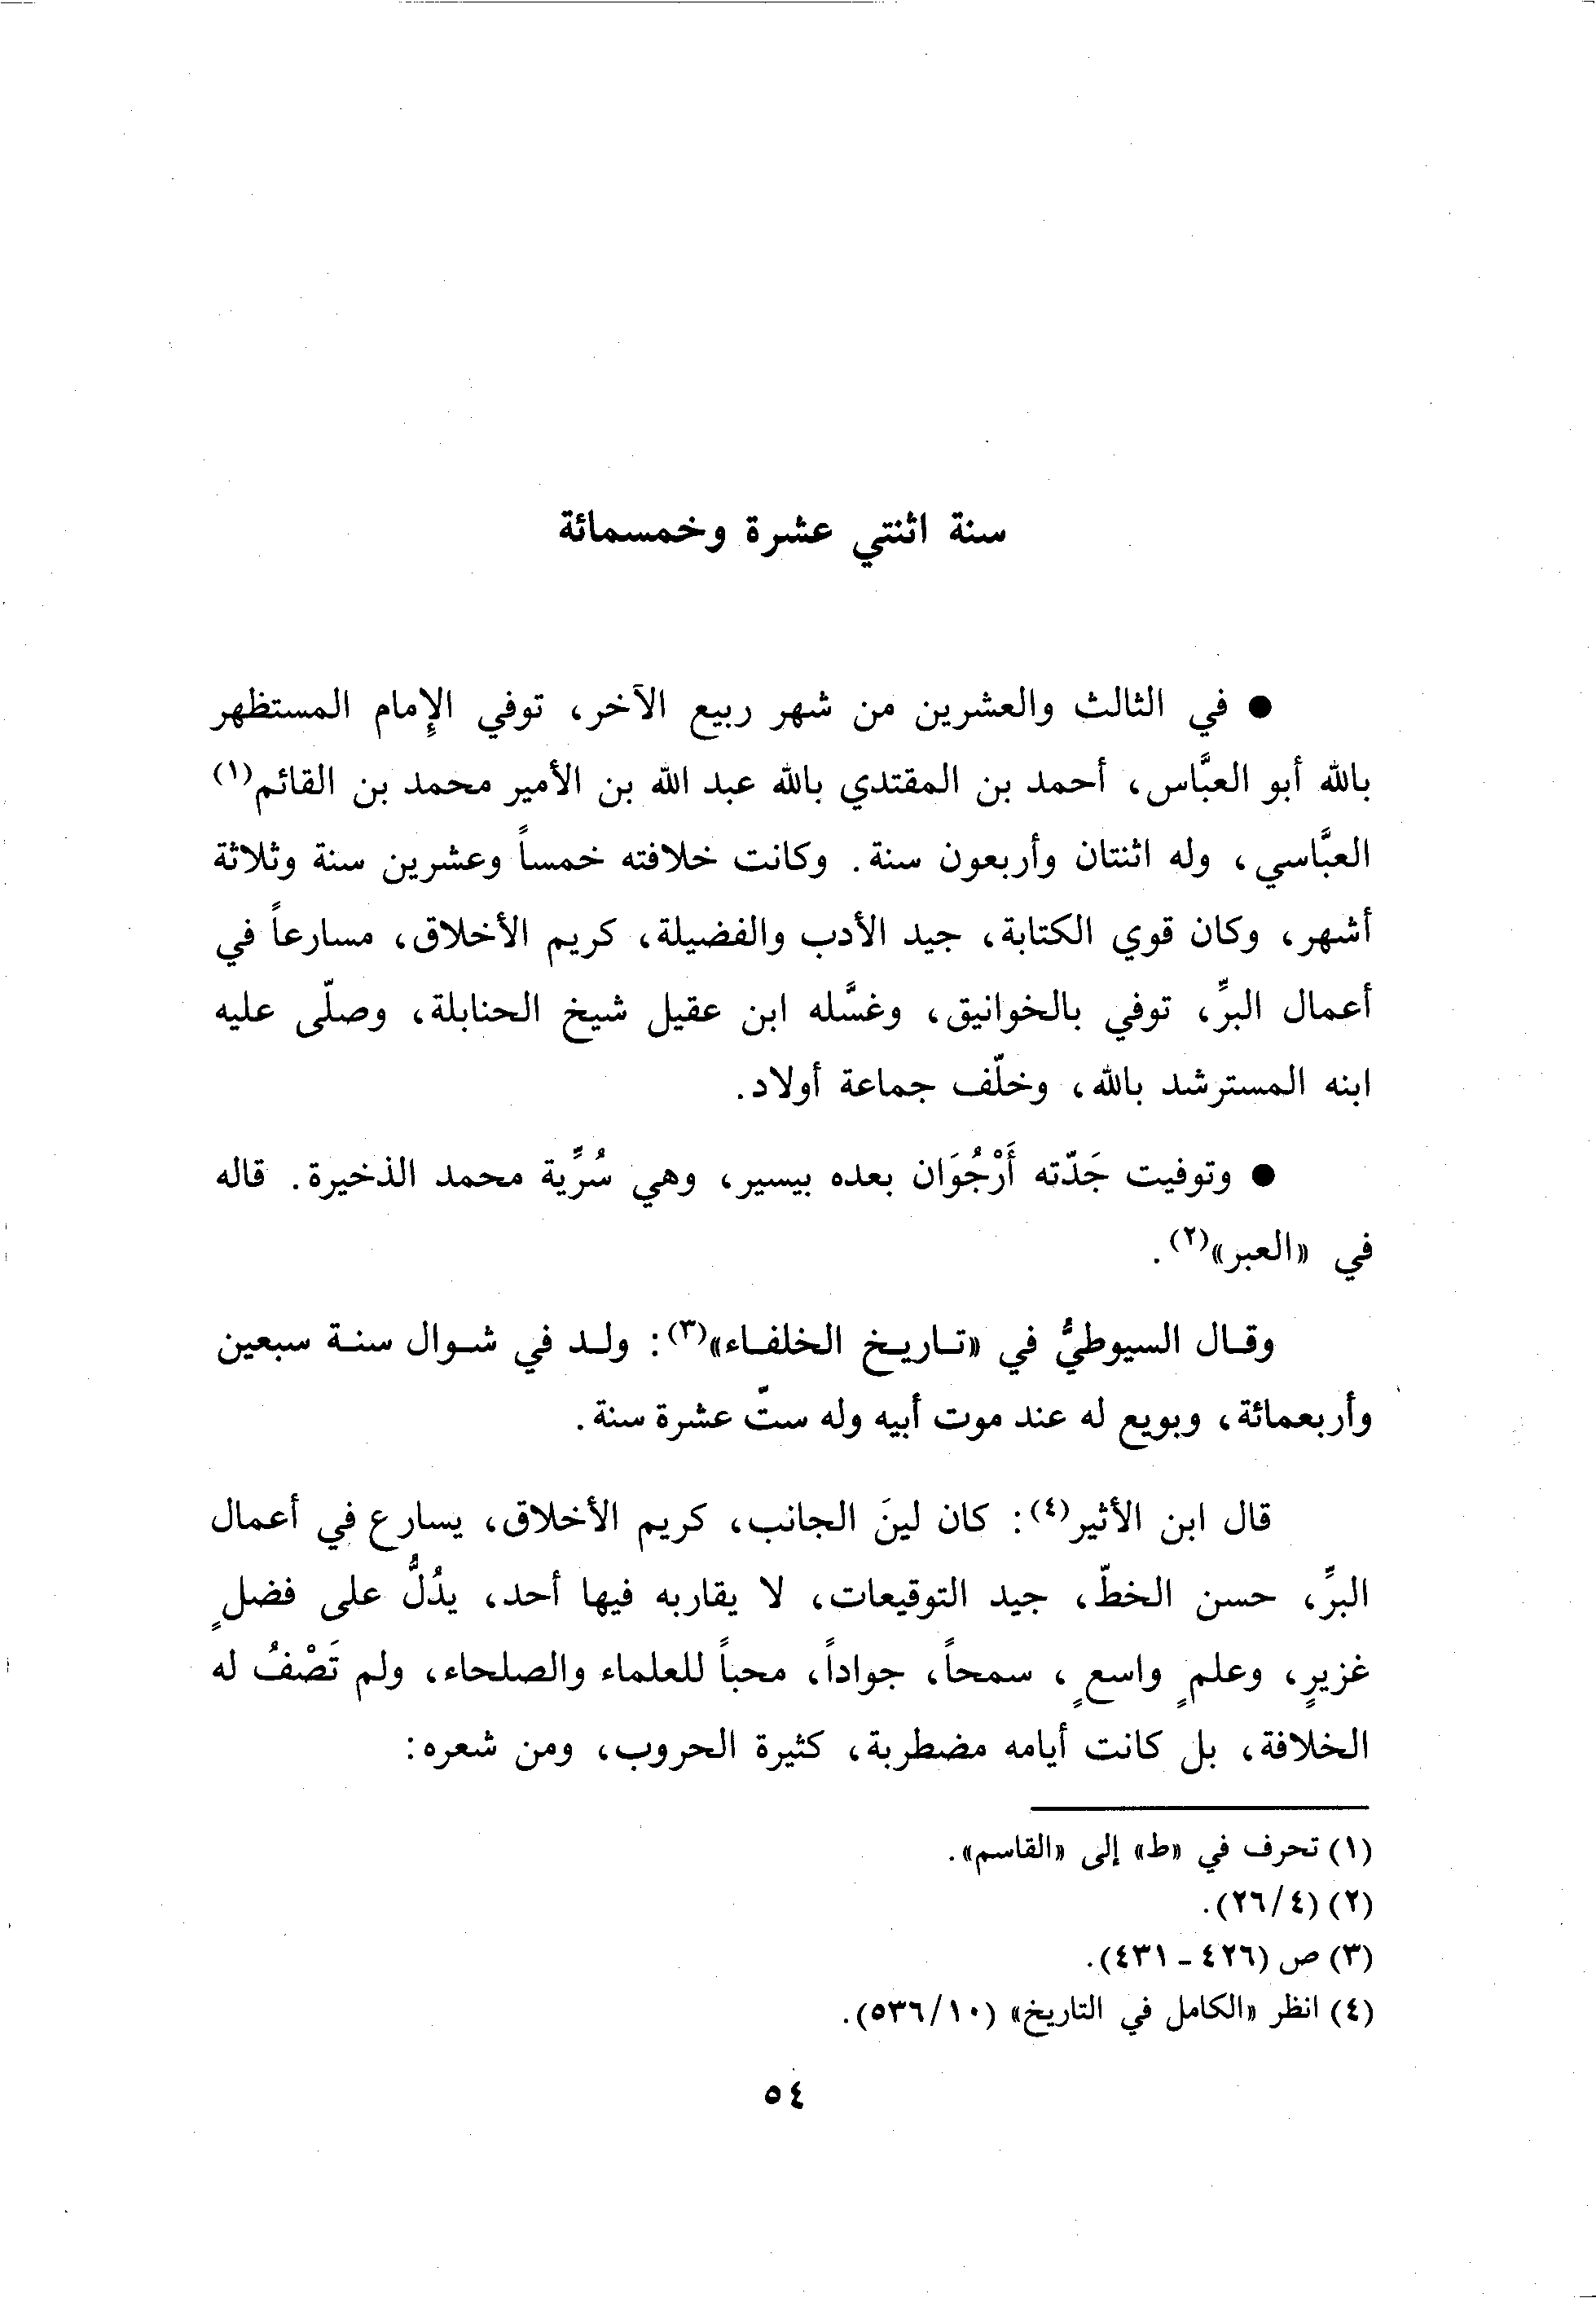 سنة اثنتي عشرة وخمسمائة
● في الثالث والعشرين من شهر ربيع الآخر، توفي الإِمام المستظهر
بالله أبو العبَّاس، أحمد بن المقتدي بالله عبد الله بن الأمير محمد بن القائم(١)
العبَّاسي، وله اثنتان وأربعون سنة. وكانت خلافته خمساً وعشرين سنة وثلاثة
أشهر، وكان قوي الكتابة، جيد الأدب والفضيلة، كريم الأخلاق، مسارعاً في
أعمال البرِّ، توفي بالخوانيق، وغسَّله ابن عقيل شيخ الحنابلة، وصلّى عليه
ابنه المسترشد بالله، وخلّف جماعة أولاد.
● وتوفيت جَدّته أَرْجُوَان بعده بيسير، وهي سُرِّية محمد الذخيرة. قاله
في «العبر»(٢).
وقال السيوطيُّ في «تاريخ الخلفاء»(٣): ولد في شوال سنة سبعين
وأربعمائة، وبويع له عند موت أبيه وله ستّ عشرة سنة.
قال ابن الأثير(٤): كان لينَ الجانب، كريم الأخلاق، يسارع في أعمال
البرِّ، حسن الخطّ، جيد التوقيعات، لا يقاربه فيها أحد، يدُلُّ على فضلٍ
غزيرٍ، وعلمٍ واسعٍ، سمحاً، جواداً، محباً للعلماء والصلحاء، ولم تَصْفُ له
الخلافة، بل كانت أيامه مضطربة، كثيرة الحروب، ومن شعره:
(١) تحرف في «ط» إلى «القاسم».
(٢) (٢٦/٤).
(٣) ص (٤٢٦ - ٤٣١).
(٤) انظر «الكامل في التاريخ» (٥٣٦/١٠).
٥٤